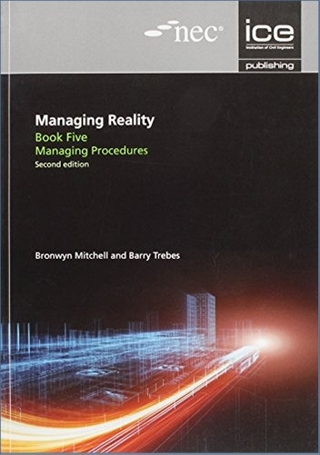 nec®
ice
Institution of Civil Engineers
publishing
Managing Reality
Book Five
Managing Procedures
Second edition
Bronwyn Mitchell and Barry Trebes